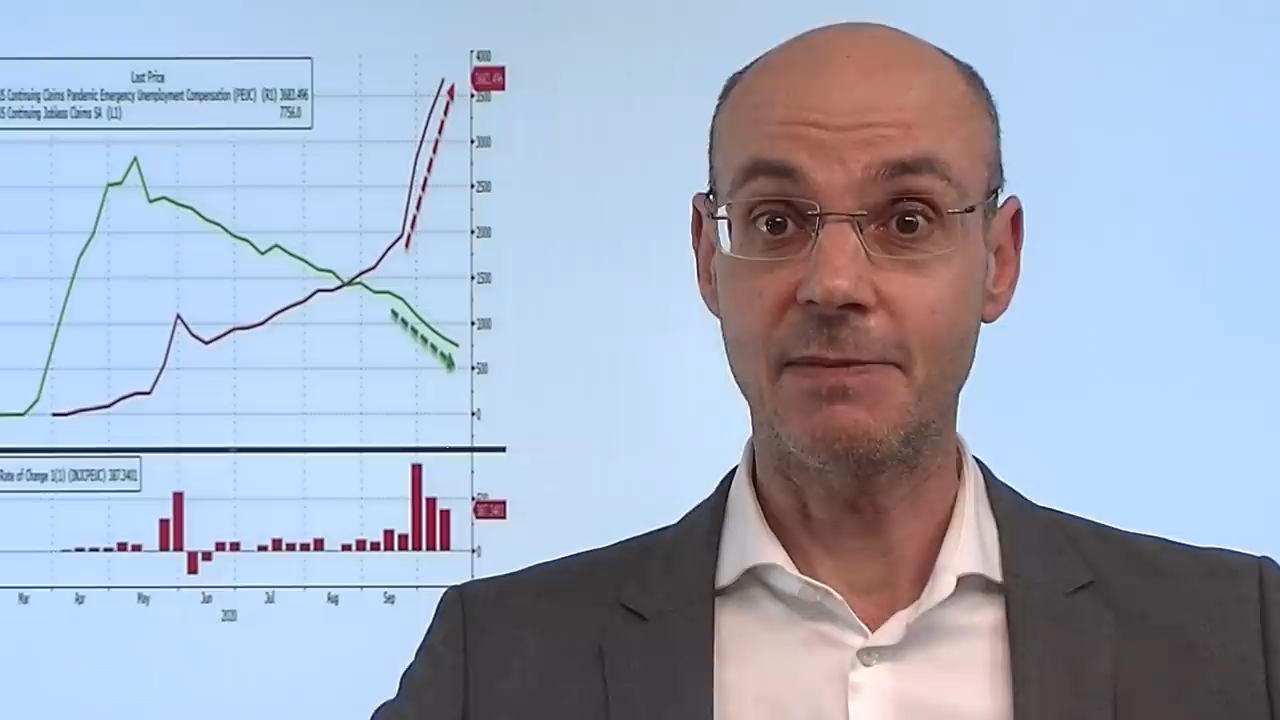 Last Price
US Continuing Claims Pandemic Emergency Unemployment Compensation (PEUC) (R1) 3683.496
US Continuing Jobless Claims SA (L1) 7756.0
4000
3683.496
3500
3000
2500
2000
1500
1000
500
0
Rate of Change 1(1) (INJCPEUC) 387.3401
387.3401
0
Mar Apr May Jun Jul Aug Sep
2020